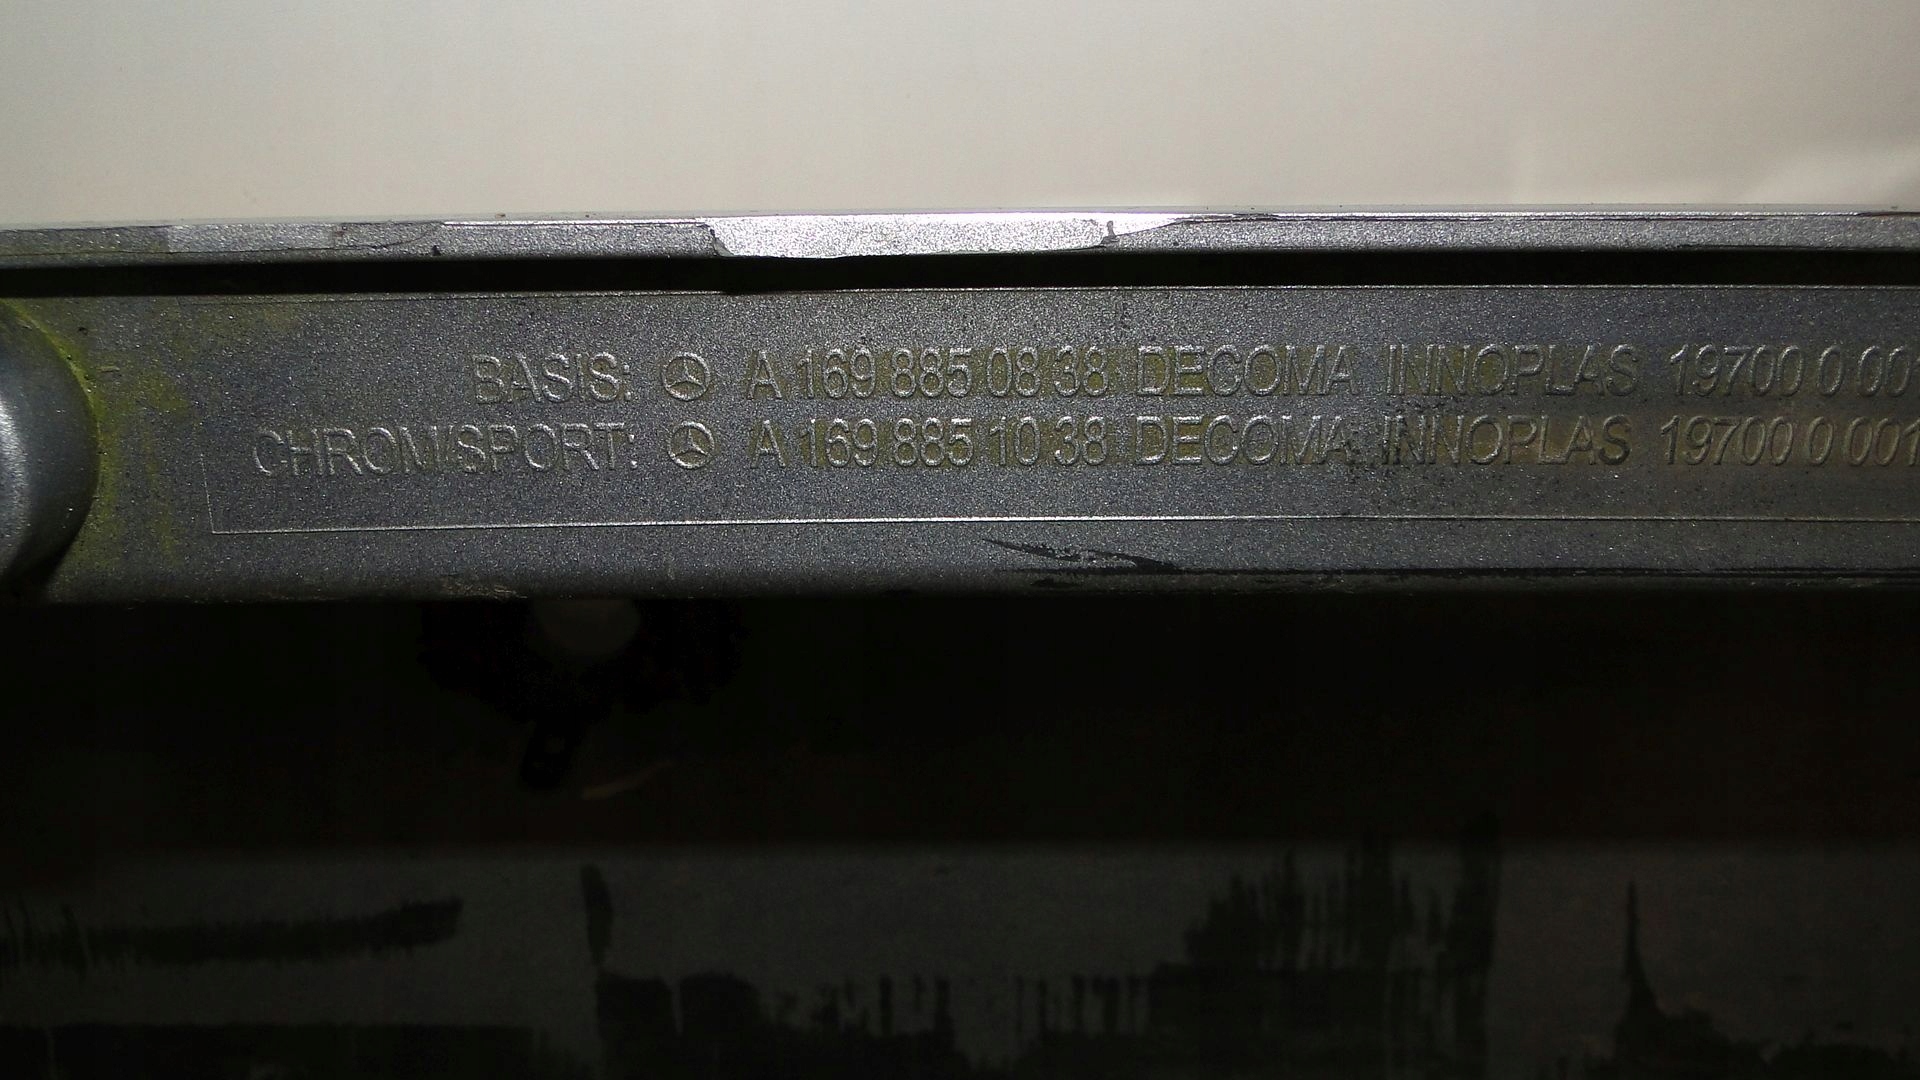 BASIS: A 169 885 08 38 DECOMA INNOPLAS 19700 0 001
CHROM/SPORT: A 169 885 10 38 DECOMA INNOPLAS 19700 0 001